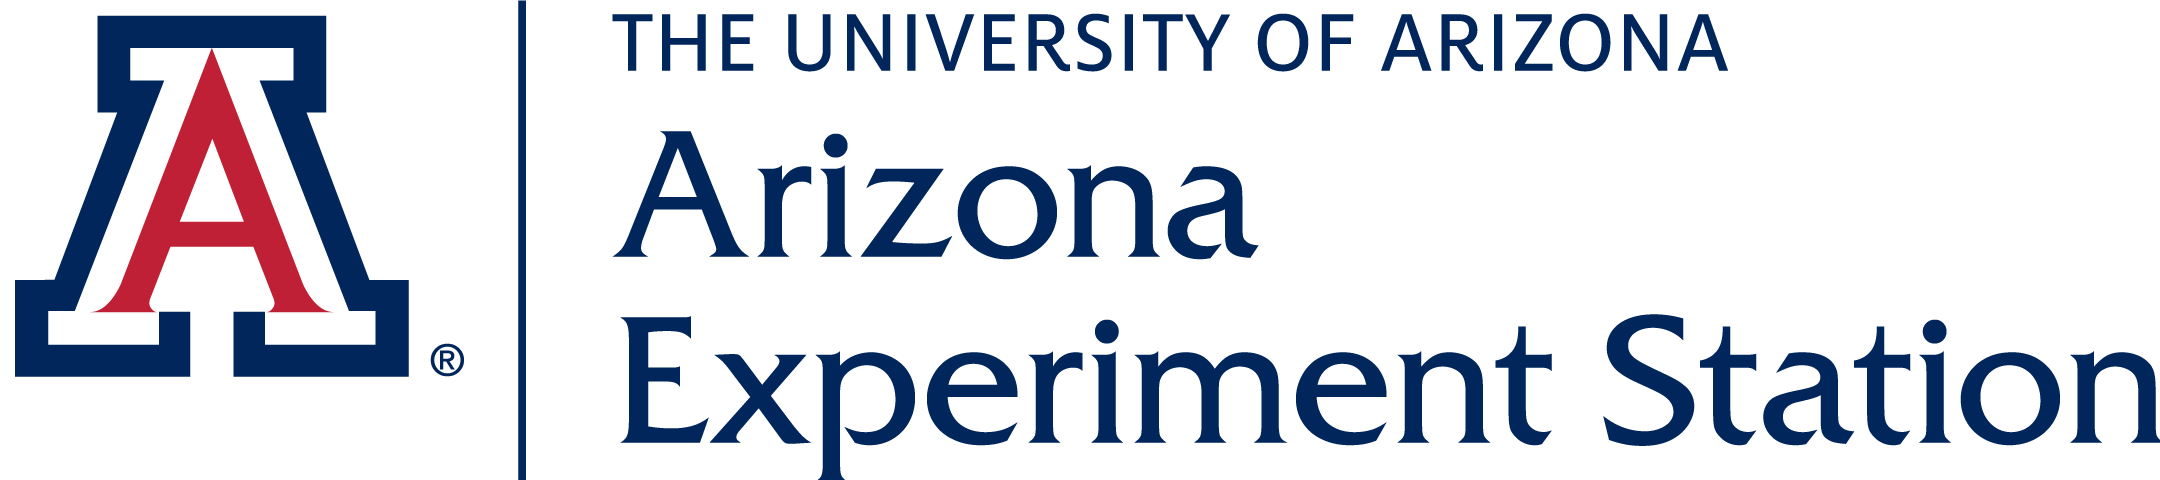 A®
THE UNIVERSITY OF ARIZONA
Arizona
Experiment Station